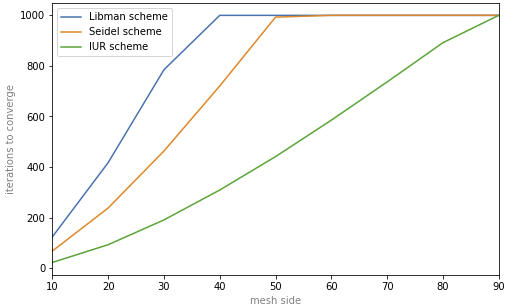 Libman scheme
Seidel scheme
IUR scheme
iterations to converge
1000
800
600
400
200
0
10 20 30 40 50 60 70 80 90
mesh side